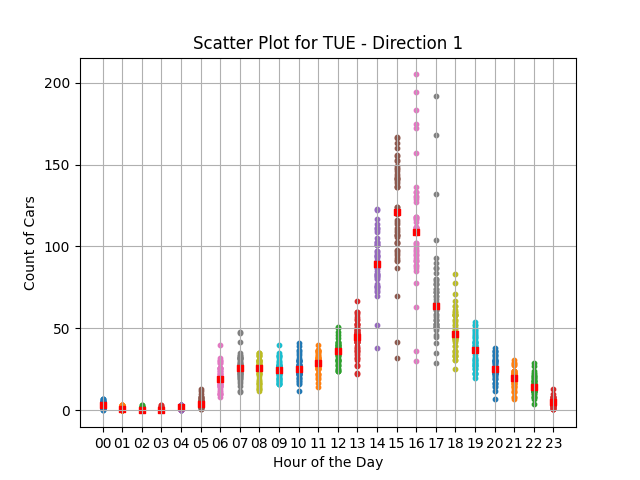 Scatter Plot for TUE - Direction 1
200
150
100
50
0
Count of Cars
00 01 02 03 04 05 06 07 08 09 10 11 12 13 14 15 16 17 18 19 20 21 22 23
Hour of the Day